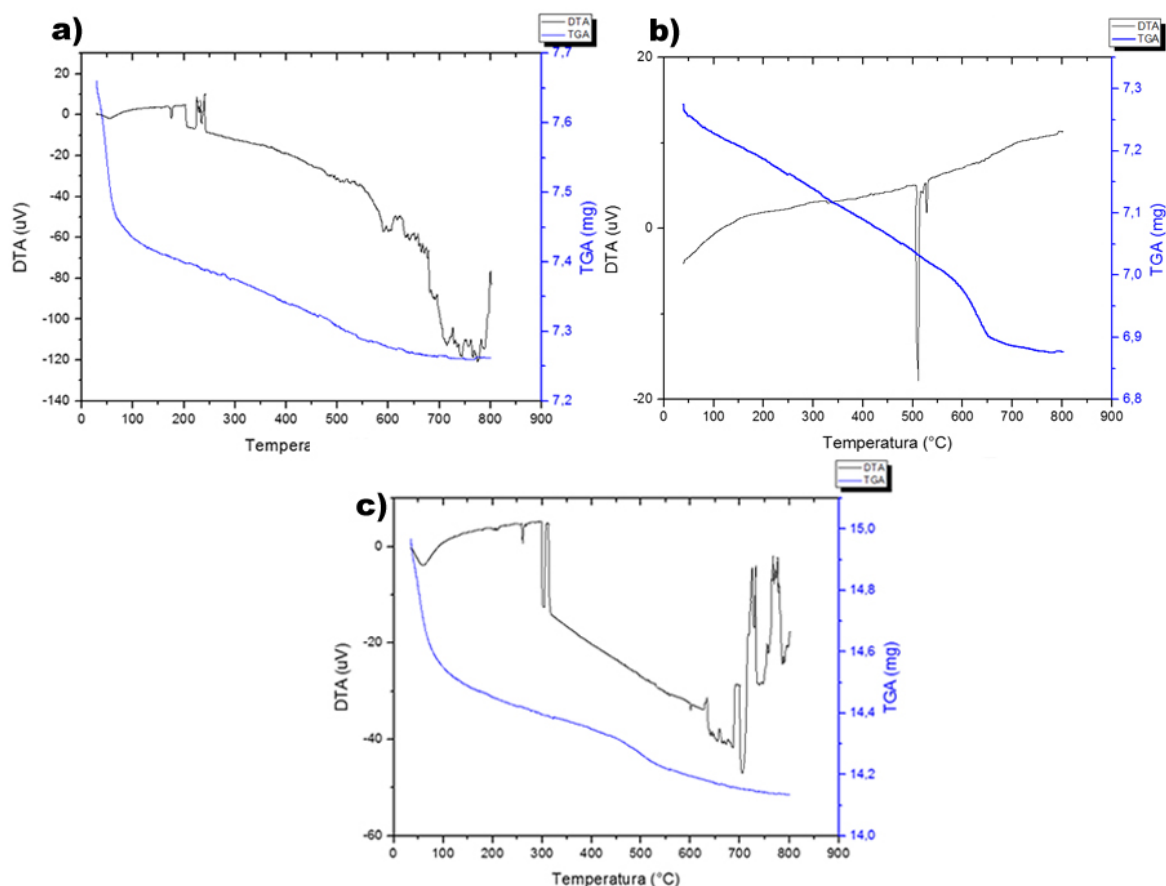 a)
DTA
TGA
20
0
-20
-40
-60
-80
-100
-120
-140
DTA (uV)
7,7
7,6
7,5
7,4
7,3
7,2
TGA (mg)
0 100 200 300 400 500 600 700 800 900
Tempera
b)
DTA
TGA
20
10
0
-10
-20
DTA (uV)
7,3
7,2
7,1
7,0
6,9
6,8
TGA (mg)
0 100 200 300 400 500 600 700 800 900
Temperatura (°C)
c)
DTA
TGA
0
-20
-40
-60
DTA (uV)
15,0
14,8
14,6
14,4
14,2
14,0
TGA (mg)
0 100 200 300 400 500 600 700 800 900
Temperatura (°C)